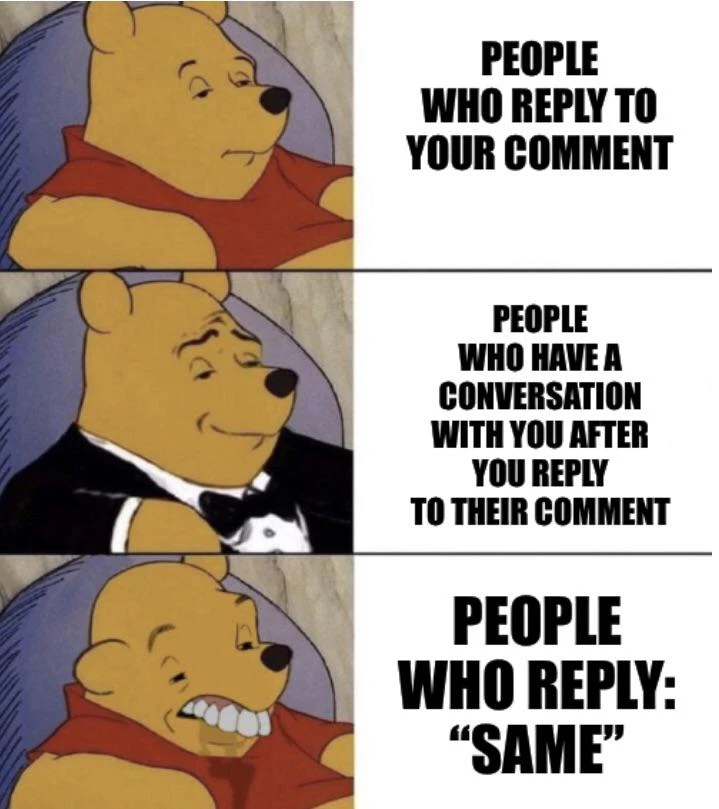 PEOPLE
WHO REPLY TO
YOUR COMMENT
PEOPLE
WHO HAVE A
CONVERSATION
WITH YOU AFTER
YOU REPLY
TO THEIR COMMENT
PEOPLE
WHO REPLY:
“SAME”